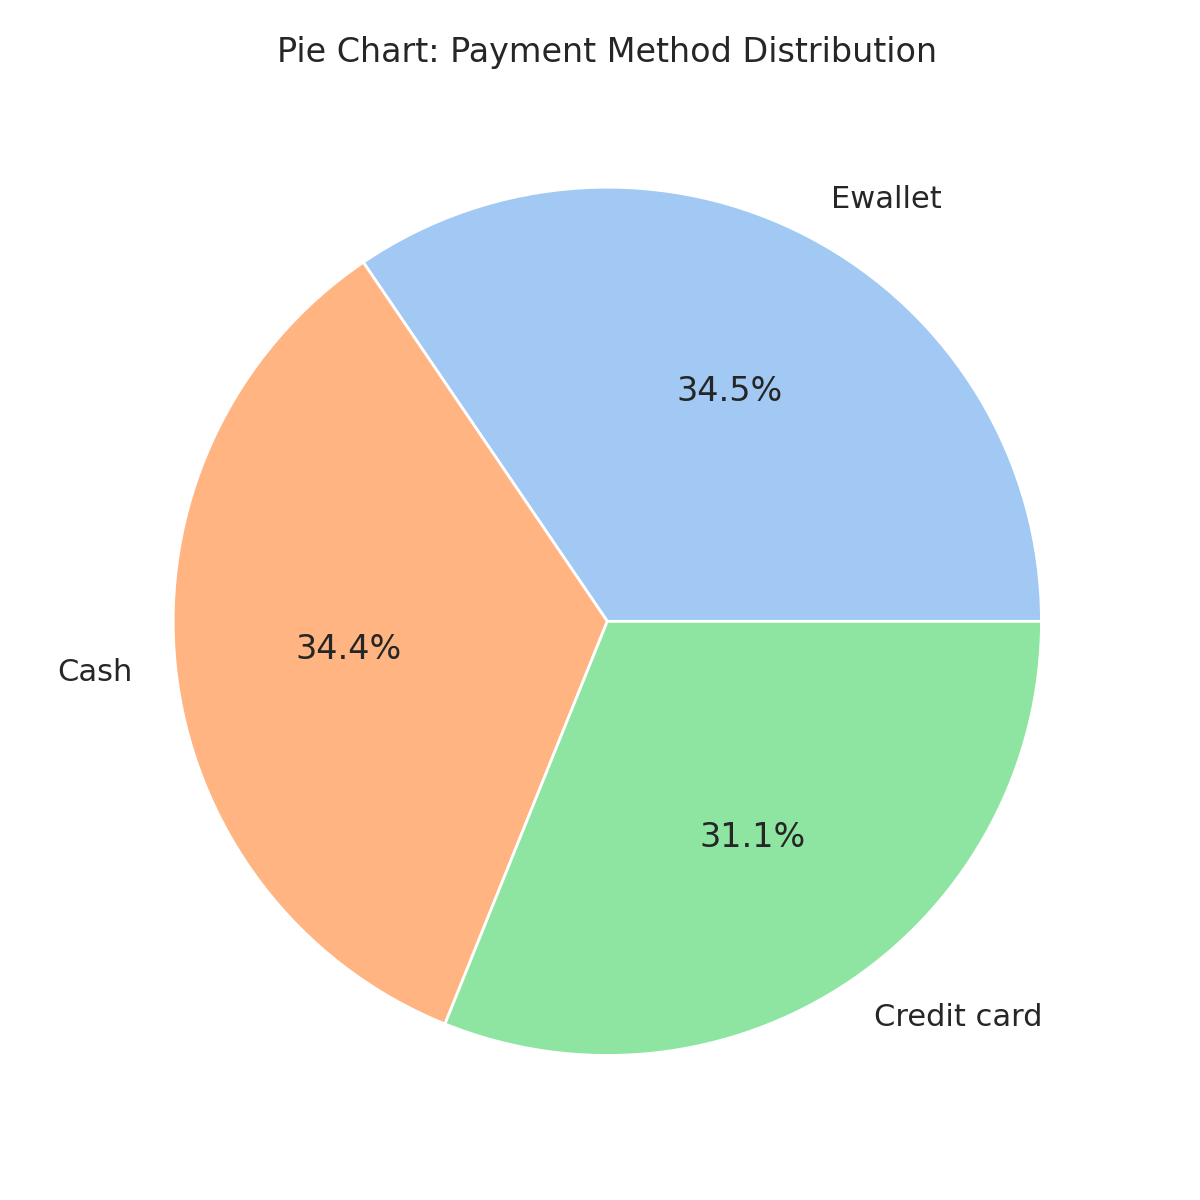 Pie Chart: Payment Method Distribution
Ewallet
34.5%
34.4%
Cash
31.1%
Credit card